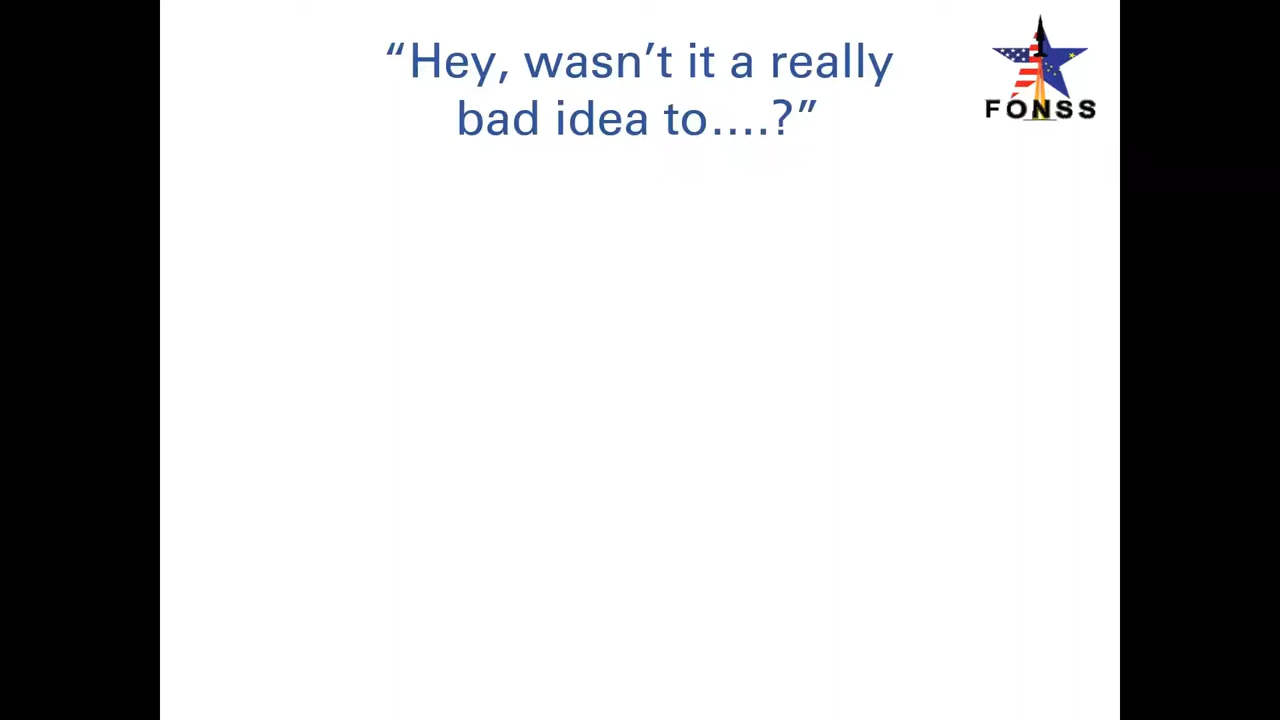 “Hey, wasn’t it a really
bad idea to....?”
FONSS